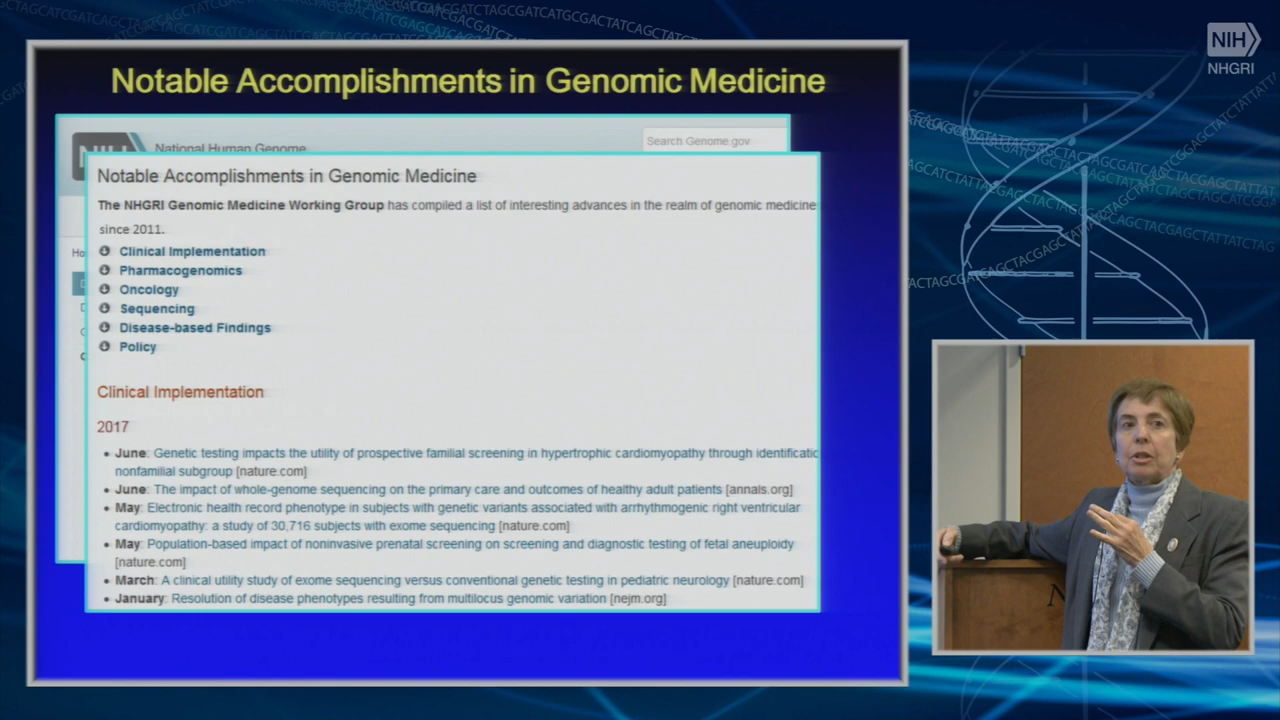 NIH
NHGRI
Notable Accomplishments in Genomic Medicine
National Human Genome
Search Genome.gov
Notable Accomplishments in Genomic Medicine
The NHGRI Genomic Medicine Working Group has compiled a list of interesting advances in the realm of genomic medicine
since 2011.
Clinical Implementation
Pharmacogenomics
Oncology
Sequencing
Disease-based Findings
Policy
Clinical Implementation
2017
• June: Genetic testing impacts the utility of prospective familial screening in hypertrophic cardiomyopathy through identificatio
nonfamilial subgroup [nature.com]
• June: The impact of whole-genome sequencing on the primary care and outcomes of healthy adult patients [annals.org]
• May: Electronic health record phenotype in subjects with genetic variants associated with arrhythmogenic right ventricular
cardiomyopathy: a study of 30,716 subjects with exome sequencing [nature.com]
• May: Population-based impact of noninvasive prenatal screening on screening and diagnostic testing of fetal aneuploidy
[nature.com]
• March: A clinical utility study of exome sequencing versus conventional genetic testing in pediatric neurology [nature.com]
• January: Resolution of disease phenotypes resulting from multilocus genomic variation [nejm.org]